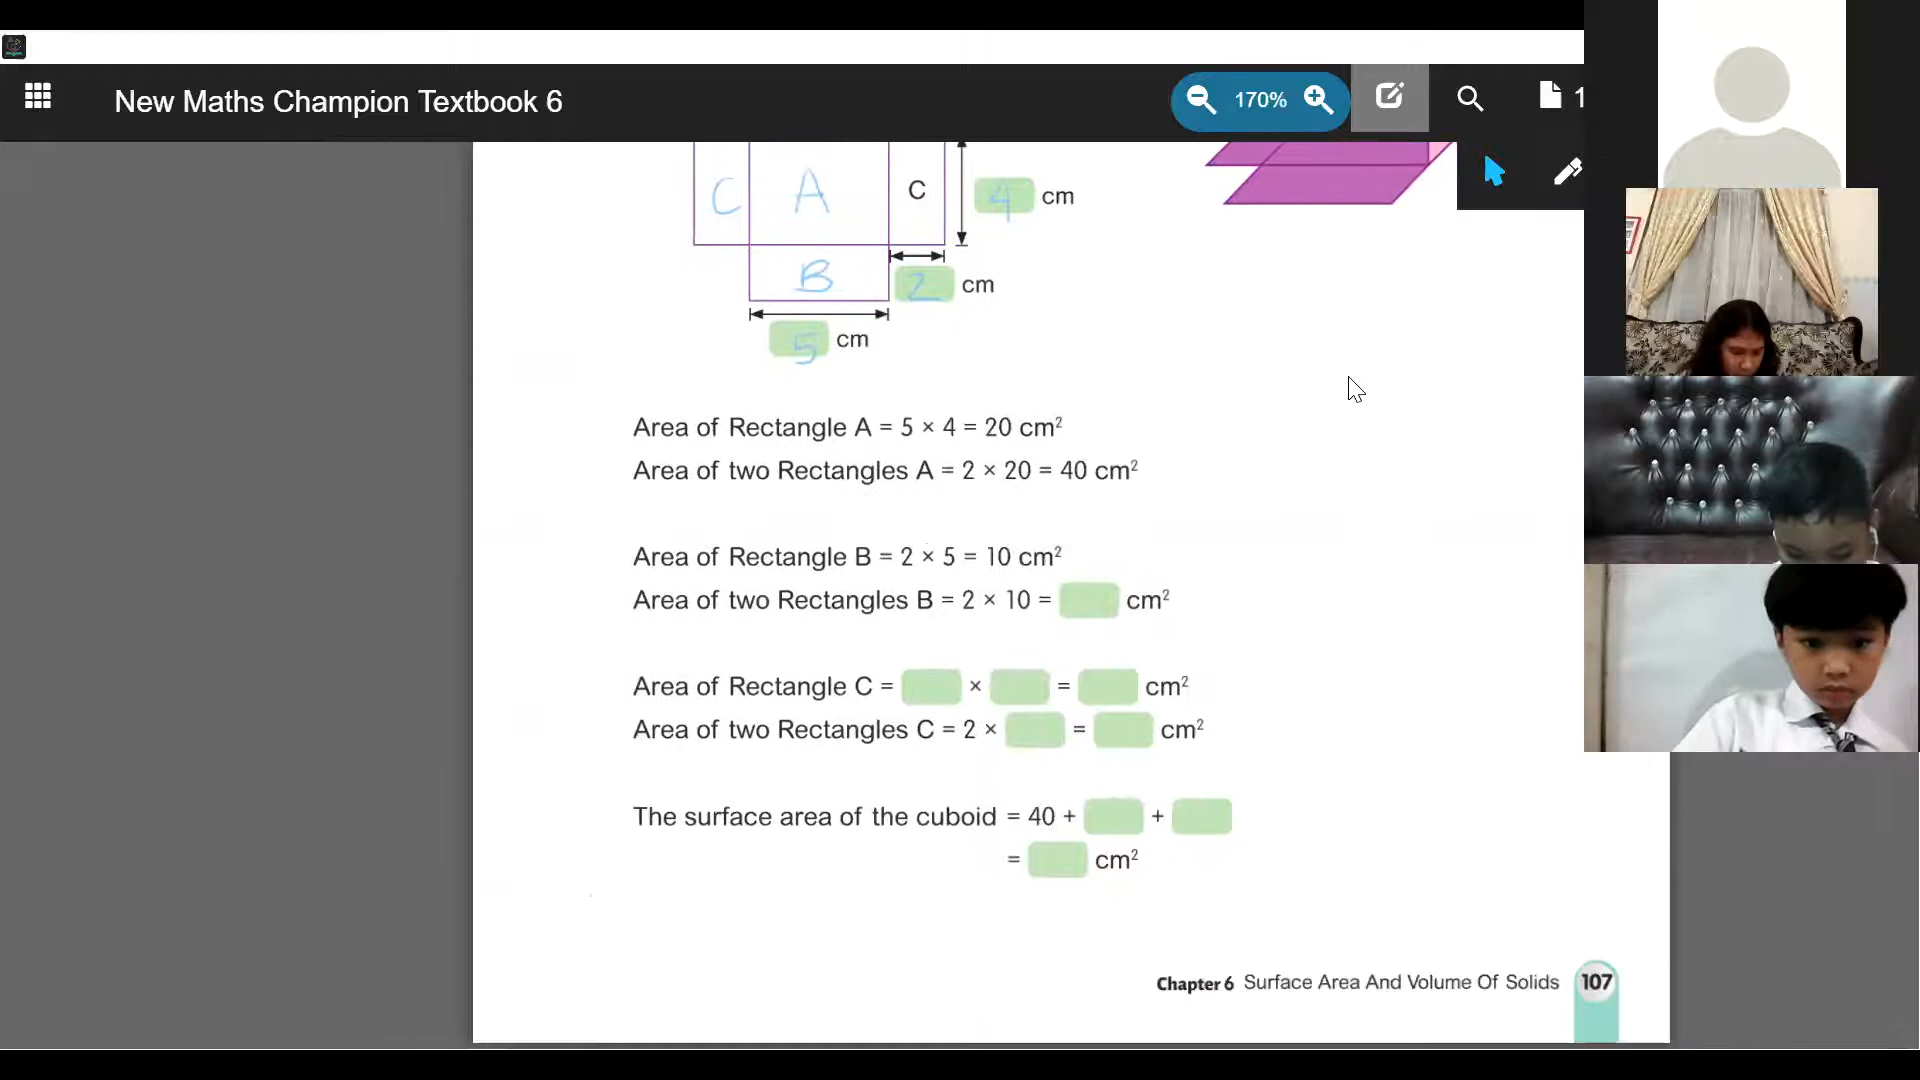 New Maths Champion Textbook 6
170%
1
C A C 4 cm
B 2 cm
5 cm
Area of Rectangle A = 5 × 4 = 20 cm²
Area of two Rectangles A = 2 × 20 = 40 cm²
Area of Rectangle B = 2 × 5 = 10 cm²
Area of two Rectangles B = 2 × 10 = cm²
Area of Rectangle C = × = cm²
Area of two Rectangles C = 2 × = cm²
The surface area of the cuboid = 40 + +
= cm²
Chapter 6 Surface Area And Volume Of Solids 107